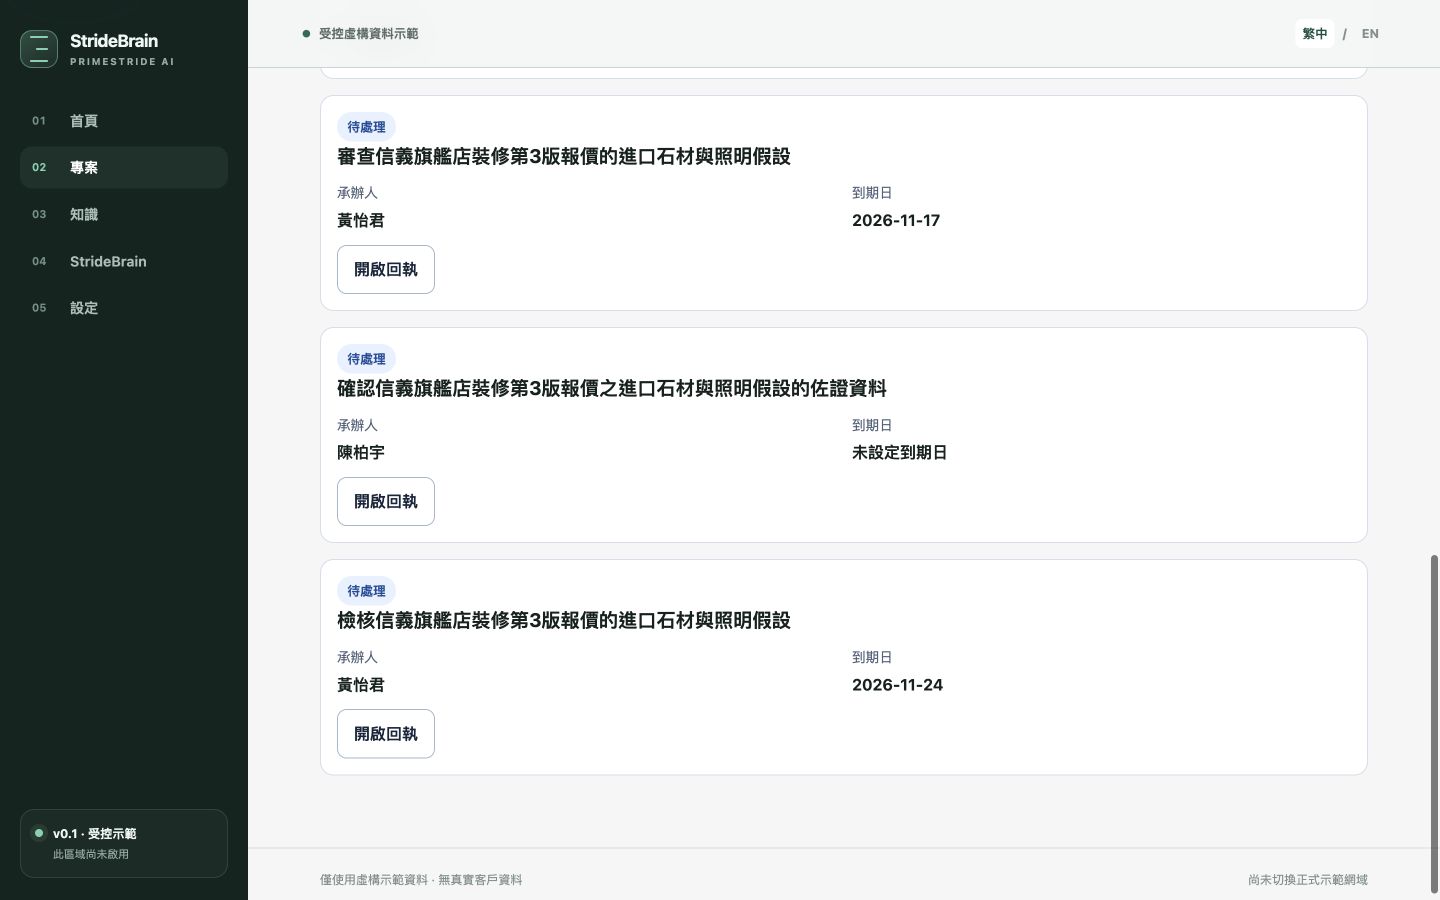 StrideBrain
PRIMESTRIDE AI
01 首頁
02 專案
03 知識
04 StrideBrain
05 設定
v0.1 · 受控示範
此區域尚未啟用
受控虛構資料示範
繁中 / EN
待處理
審查信義旗艦店裝修第3版報價的進口石材與照明假設
承辦人 到期日
黃怡君 2026-11-17
開啟回執
待處理
確認信義旗艦店裝修第3版報價之進口石材與照明假設的佐證資料
承辦人 到期日
陳柏宇 未設定到期日
開啟回執
待處理
檢核信義旗艦店裝修第3版報價的進口石材與照明假設
承辦人 到期日
黃怡君 2026-11-24
開啟回執
僅使用虛構示範資料 · 無真實客戶資料 尚未切換正式示範網域